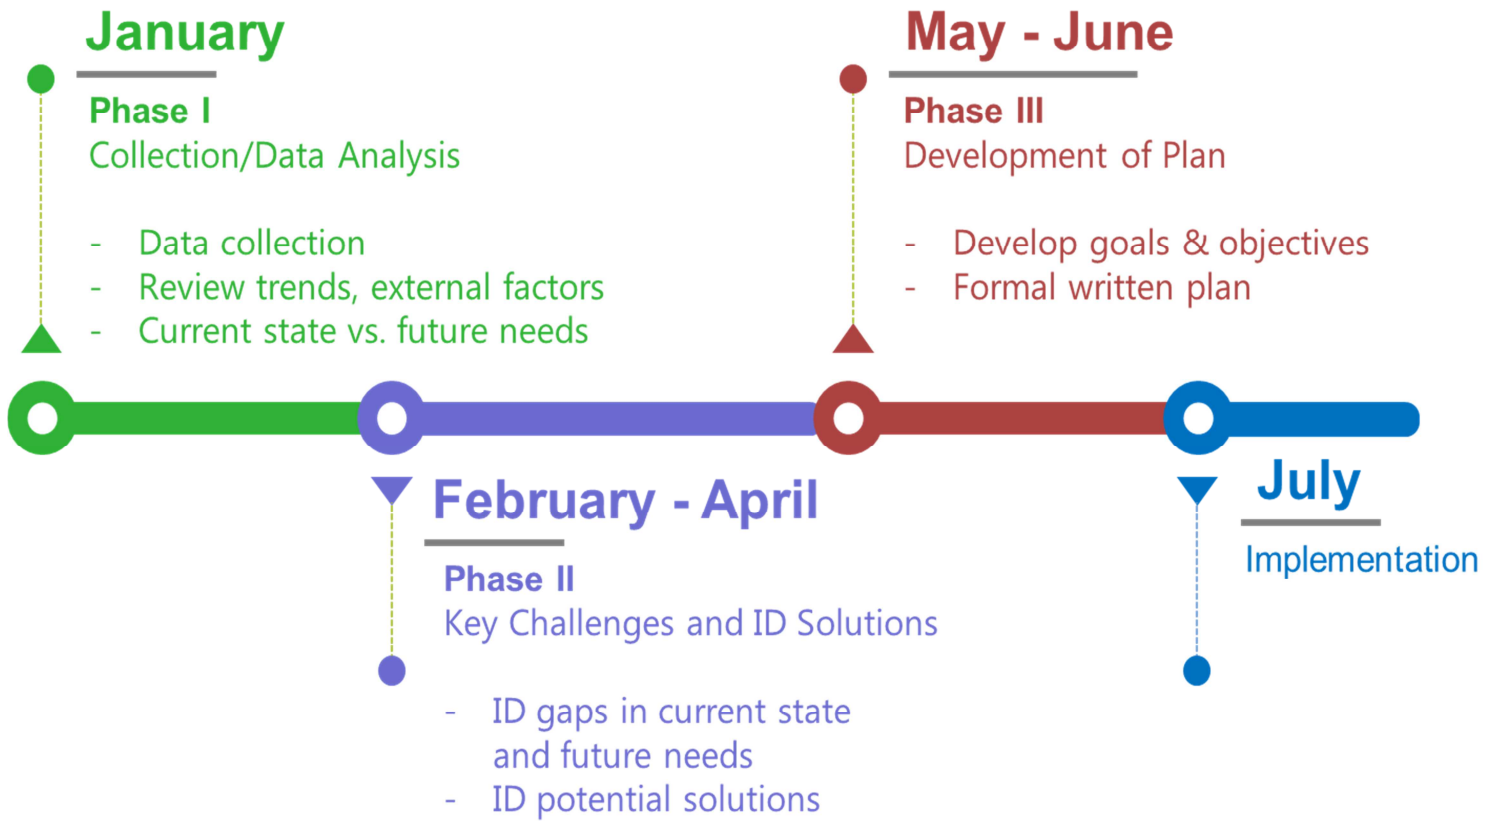 January
Phase I
Collection/Data Analysis
- Data collection
- Review trends, external factors
- Current state vs. future needs
February - April
Phase II
Key Challenges and ID Solutions
- ID gaps in current state
and future needs
- ID potential solutions
May - June
Phase III
Development of Plan
- Develop goals & objectives
- Formal written plan
July
Implementation